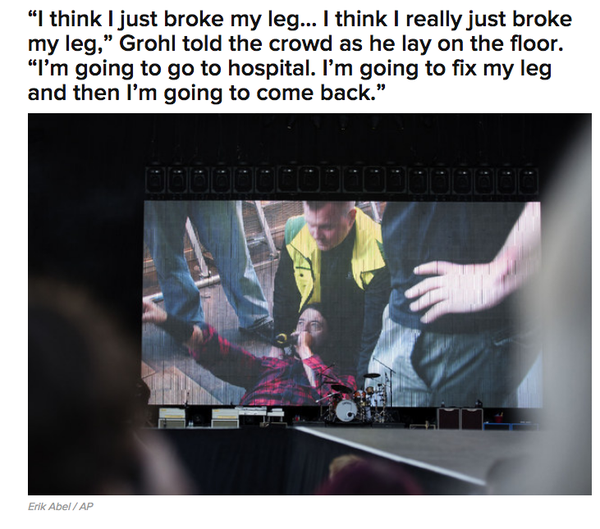 “I think I just broke my leg... I think I really just broke
my leg,” Grohl told the crowd as he lay on the floor.
“I’m going to go to hospital. I’m going to fix my leg
and then I’m going to come back.”
Erik Abel / AP